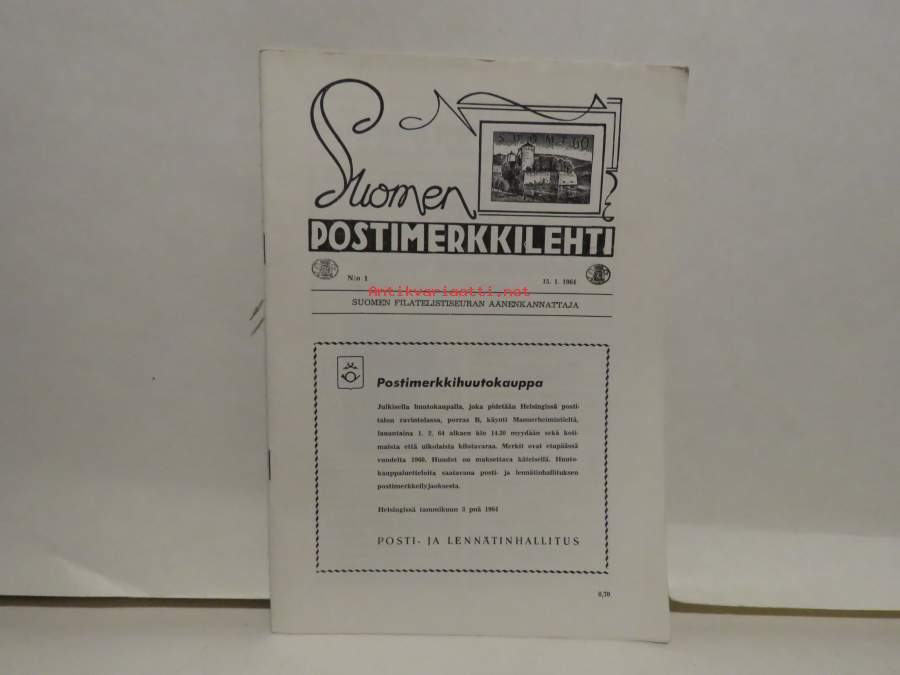 Suomen
SUOMI 60
POSTIMERKKILEHTI
N:o 1
15. 1. 1964
Antikvariaatti.net
SUOMEN FILATELISTISEURAN ÄÄNENKANNATTAJA
Postimerkkihuutokauppa
Julkisella huutokaupalla, joka pidetään Helsingissä posti-
talon ravintolassa, porras B, käynti Mannerheimintieltä,
lauantaina 1. 2. 64 alkaen klo 14.30 myydään sekä koti-
maista että ulkolaista kilotavaraa. Merkit ovat etupäässä
vuodelta 1960. Huudot on maksettava käteisellä. Huuto-
kauppaluetteloita saatavana posti- ja lennätinhallituksen
postimerkkeilyjaoksesta.
Helsingissä tammikuun 3 pnä 1964
POSTI- JA LENNÄTINHALLITUS
0,70